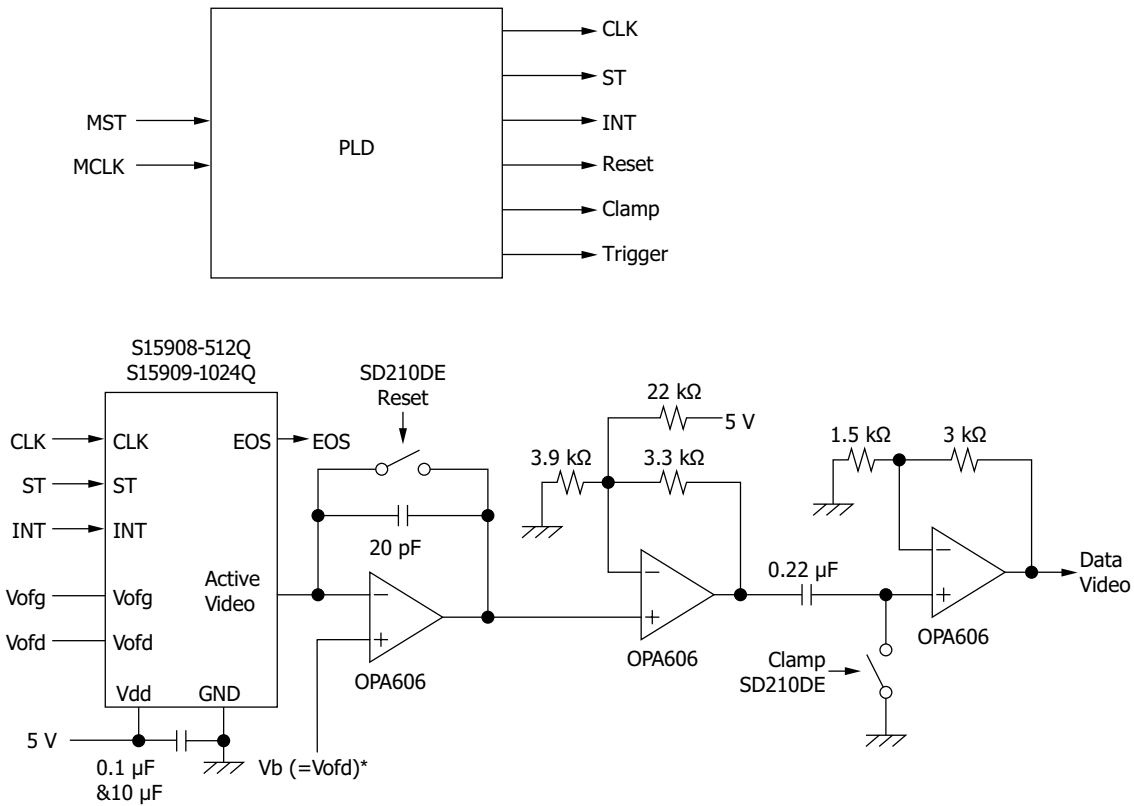 CLK
ST
MST
INT
PLD
MCLK
Reset
Clamp
Trigger
S15908-512Q
S15909-1024Q
SD210DE
Reset
22 kΩ
5 V
CLK
CLK
EOS
EOS
3.9 kΩ
3.3 kΩ
1.5 kΩ
3 kΩ
ST
ST
INT
INT
20 pF
Active
Video
−
+
OPA606
−
+
OPA606
0.22 µF
−
+
OPA606
Data
Video
Vofg
Vofg
Vofd
Vofd
Clamp
SD210DE
Vdd
GND
5 V
0.1 µF
&10 µF
Vb (=Vofd)*